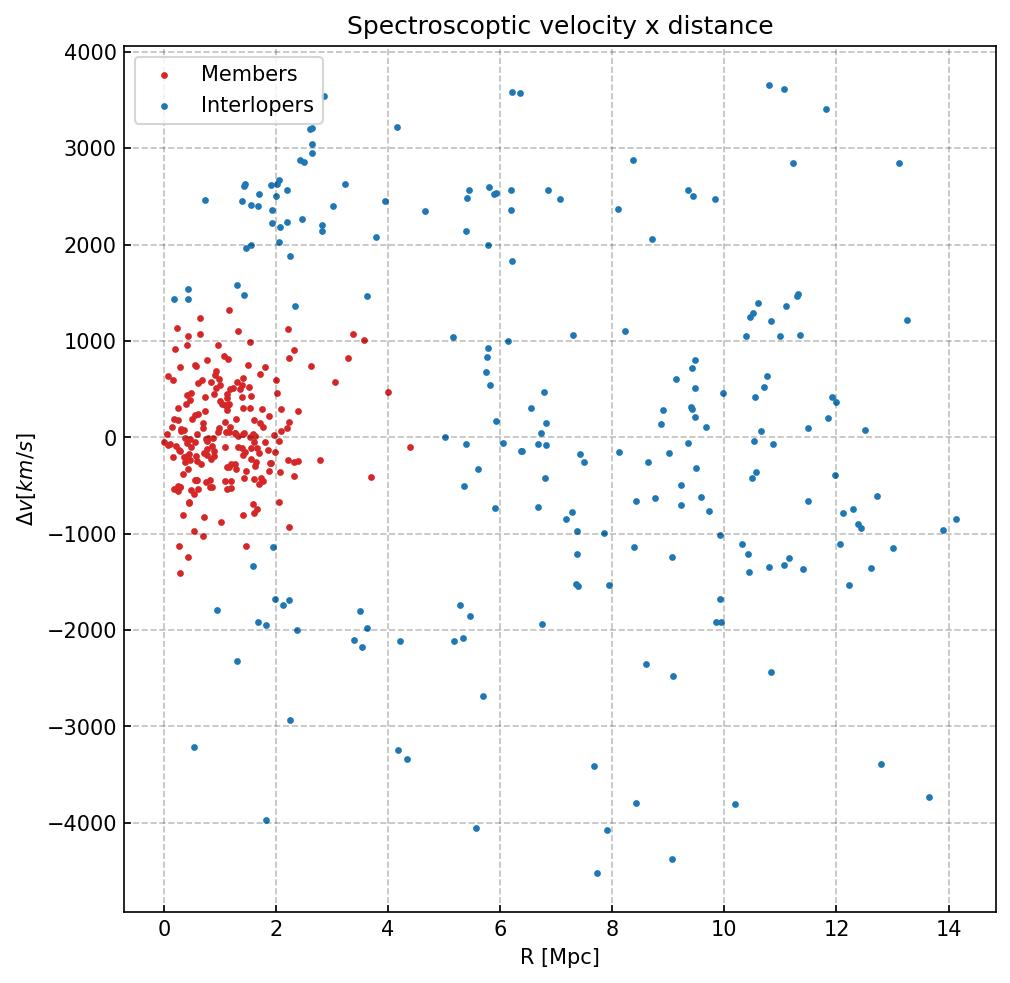 Spectroscoptic velocity x distance
Members
Interlopers
4000
3000
2000
1000
0
−1000
−2000
−3000
−4000
Δv[km/s]
0 2 4 6 8 10 12 14
R [Mpc]